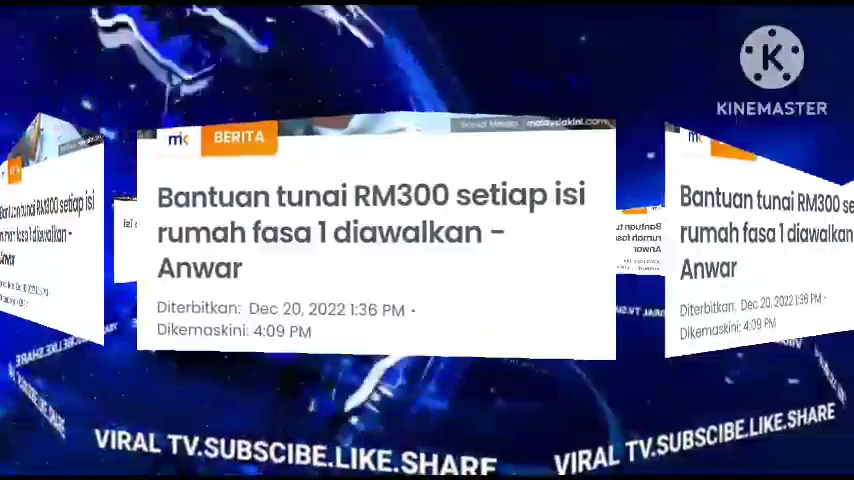 KINEMASTER
mk BERITA
Sinar Media malaysiakini.com
Bantuan tunai RM300 setiap isi
rumah fasa 1 diawalkan –
Anwar
Diterbitkan: Dec 20, 2022 1:36 PM •
Dikemaskini: 4:09 PM
Bantuan tunai RM300 setiap isi
rumah fasa 1 diawalkan –
Anwar
Bantuan tunai RM300 se
rumah fasa 1 diawalka
Anwar
Diterbitkan: Dec 20, 2022 1:36 PM •
Dikemaskini: 4:09 PM
VIRAL TV.SUBSCIBE.LIKE.SHARE
VIRAL TV.SUBSCIBE.LIKE.SHARE